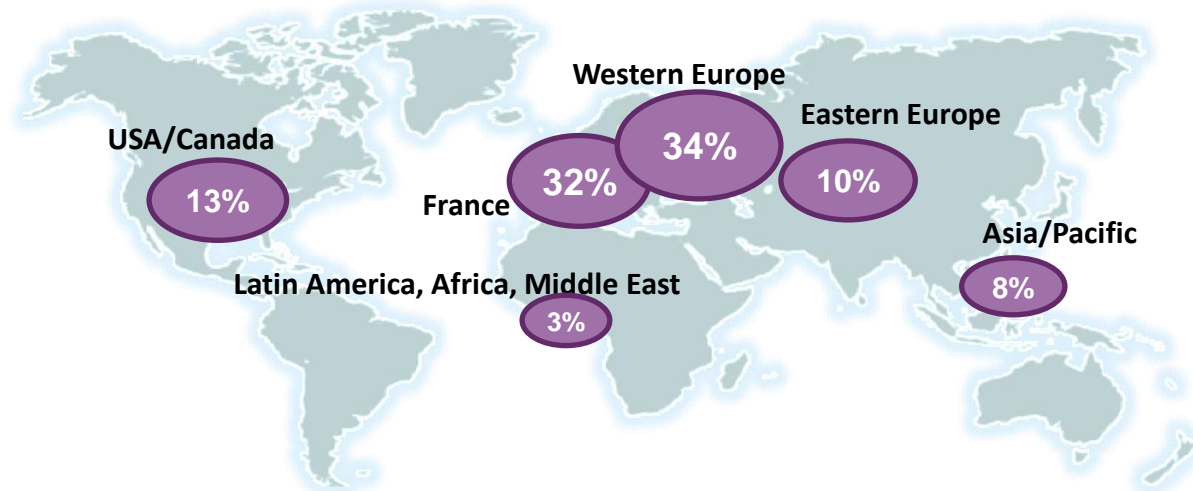 Western Europe
34%
Eastern Europe
10%
USA/Canada
13%
France
32%
Asia/Pacific
8%
Latin America, Africa, Middle East
3%